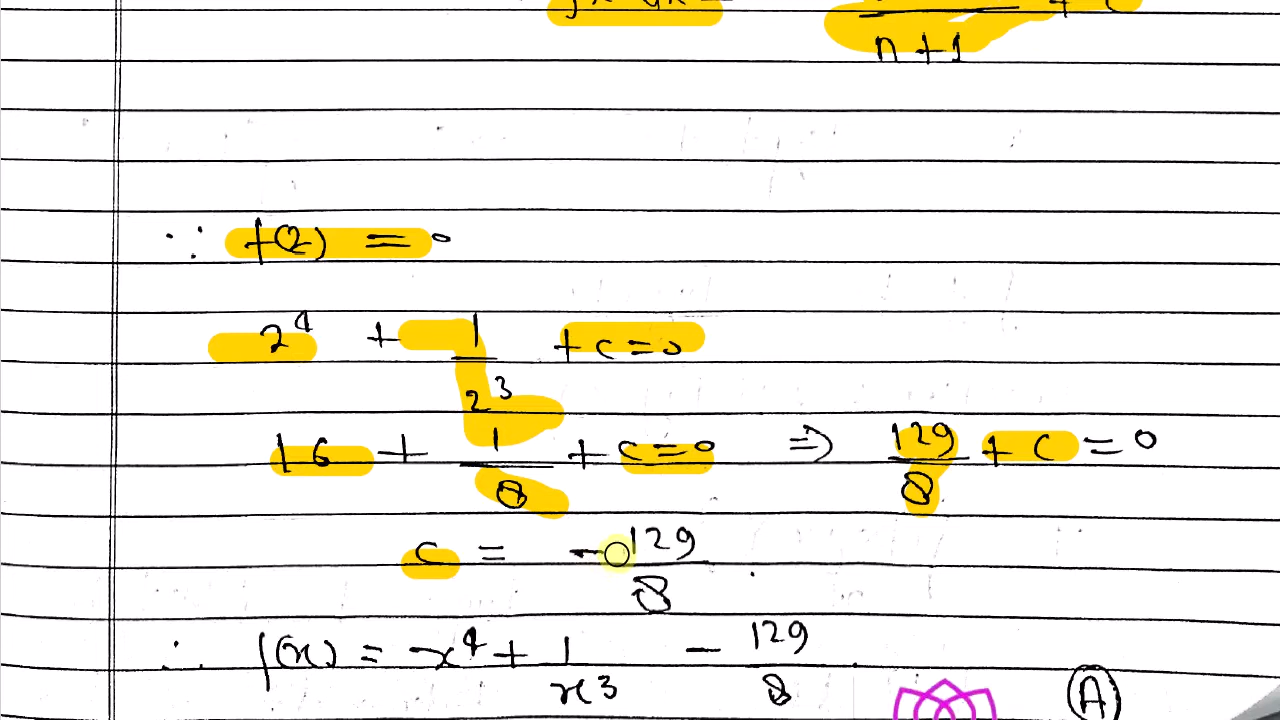 n + 1
∵ f(2) = 0
2⁴ + 1/2³ + c = 0
16 + 1/8 + c = 0 ⇒ 129/8 + c = 0
c = -129/8
∴ f(x) = x⁴ + 1/x³ - 129/8 (A)